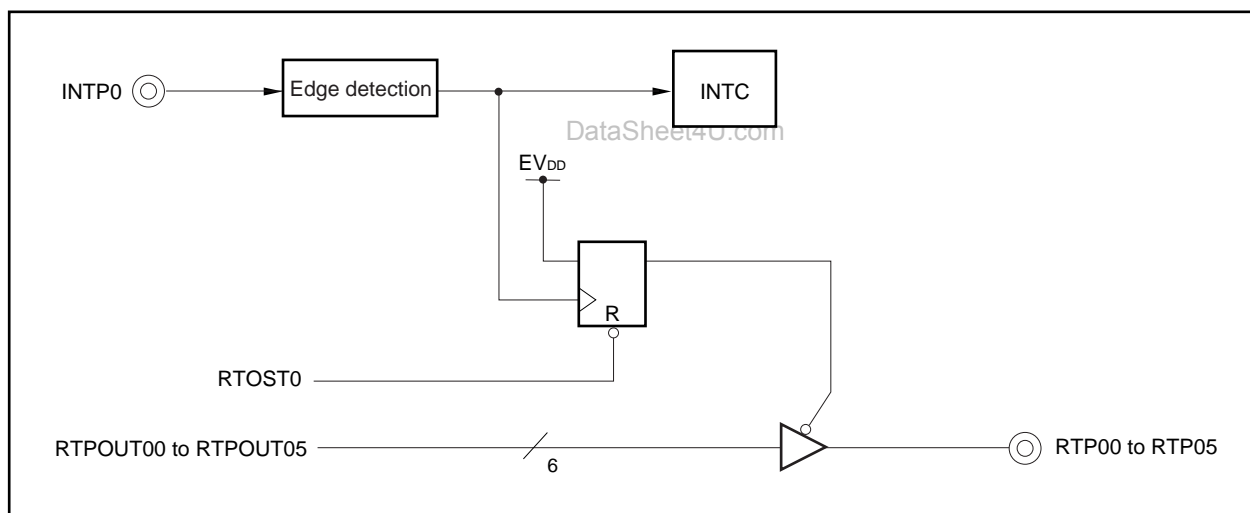 INTP0
Edge detection
INTC
DataSheet4U.com
EVDD
R
RTOST0
RTPOUT00 to RTPOUT05
6
RTP00 to RTP05